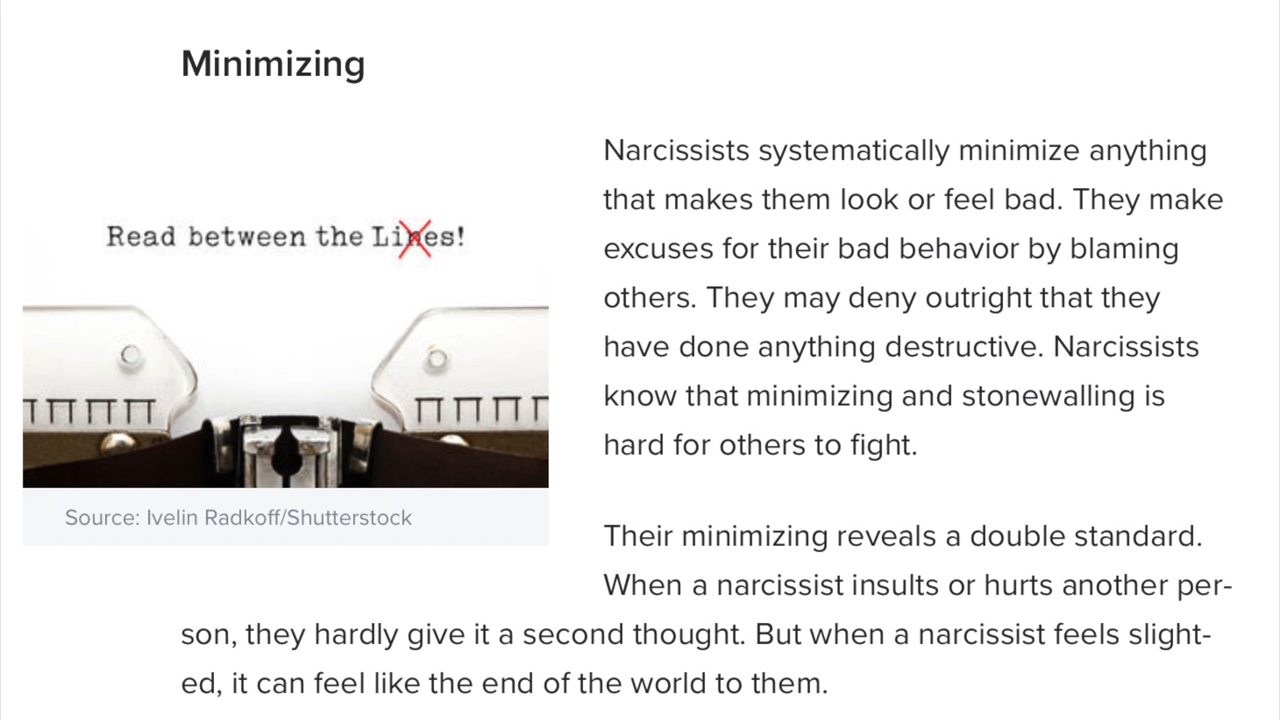 Minimizing
Read between the Lines!
Source: Ivelin Radkoff/Shutterstock
Narcissists systematically minimize anything
that makes them look or feel bad. They make
excuses for their bad behavior by blaming
others. They may deny outright that they
have done anything destructive. Narcissists
know that minimizing and stonewalling is
hard for others to fight.
Their minimizing reveals a double standard.
When a narcissist insults or hurts another per-
son, they hardly give it a second thought. But when a narcissist feels slight-
ed, it can feel like the end of the world to them.